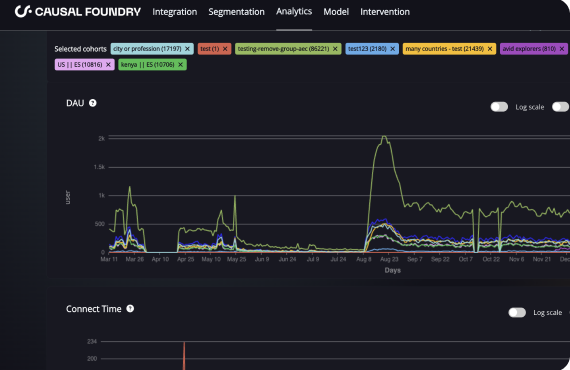 CAUSAL FOUNDRY Integration Segmentation Analytics Model Intervention
Selected cohorts city or profession (17197) ✕ test (1) ✕ testing-remove-group-aec (86221) ✕ test123 (2180) ✕ many countries - test (21439) ✕ avid explorers (810) ✕
US || ES (10816) ✕ kenya || ES (10706) ✕
DAU ?
Log scale
2k
1.5k
1k
500
0
user
Mar 11 Mar 26 Apr 10 Apr 25 May 10 May 25 Jun 9 Jun 24 Jul 9 Jul 24 Aug 8 Aug 23 Sep 7 Sep 22 Oct 7 Oct 22 Nov 6 Nov 21 Dec
Days
Connect Time ?
Log scale
234
200